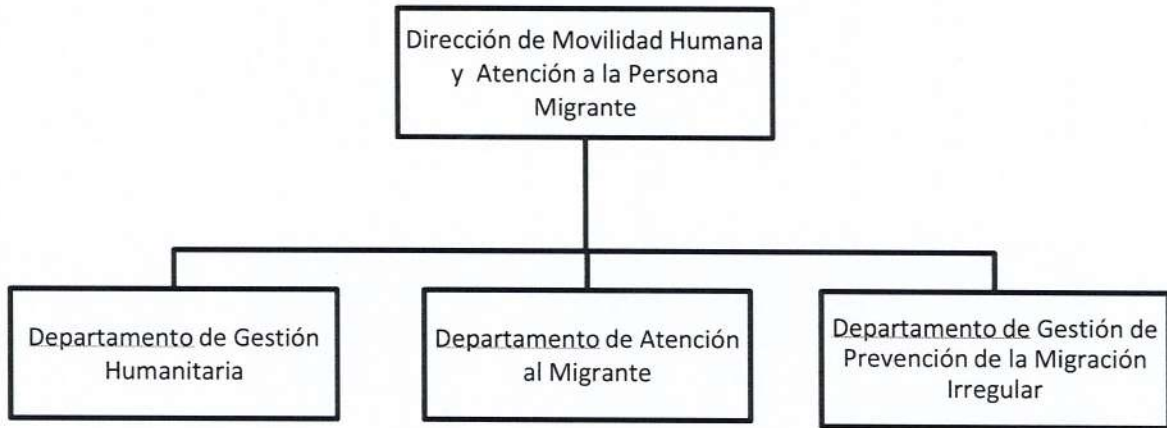 Dirección de Movilidad Humana
y Atención a la Persona
Migrante
Departamento de Gestión
Humanitaria
Departamento de Atención
al Migrante
Departamento de Gestión de
Prevención de la Migración
Irregular